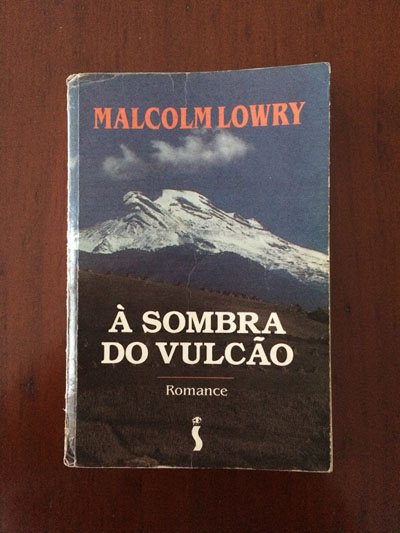 MALCOLM LOWRY
À SOMBRA
DO VULCÃO
Romance
S